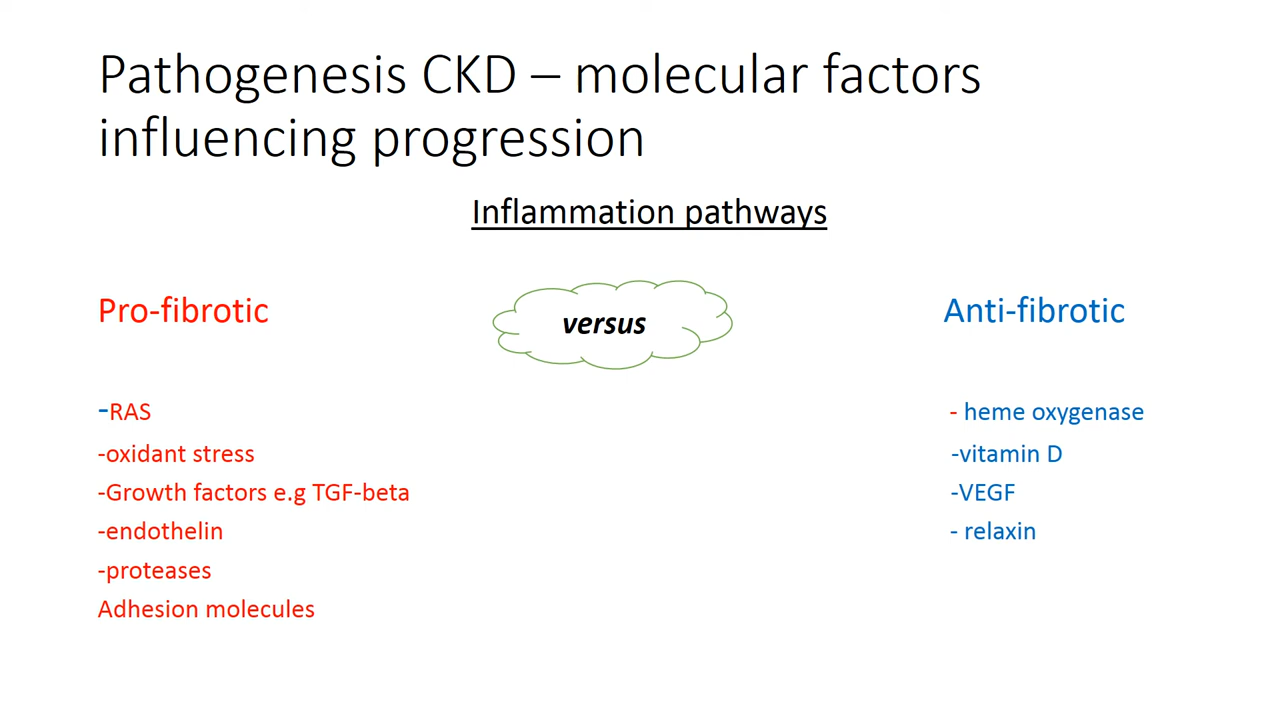 Pathogenesis CKD – molecular factors
influencing progression
Inflammation pathways
Pro-fibrotic
versus
Anti-fibrotic
-RAS
-oxidant stress
-Growth factors e.g TGF-beta
-endothelin
-proteases
Adhesion molecules
- heme oxygenase
-vitamin D
-VEGF
- relaxin